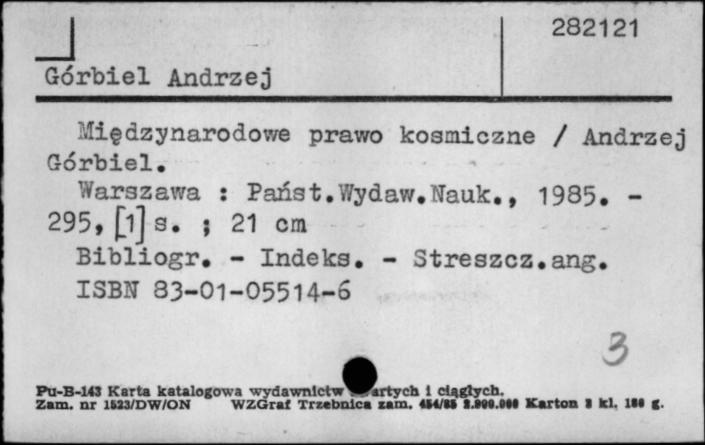 282121
Górbiel Andrzej
Międzynarodowe prawo kosmiczne / Andrzej
Górbiel.
Warszawa : Państ.Wydaw.Nauk., 1985. -
295, [1] s. ; 21 cm
Bibliogr. - Indeks. - Streszcz.ang.
ISBN 83-01-05514-6
3
Pu-B-143 Karta katalogowa wydawnictw i ciągłych.
Zam. nr 1523/DW/ON WZGraf Trzebnica zam. Karton kl. g.